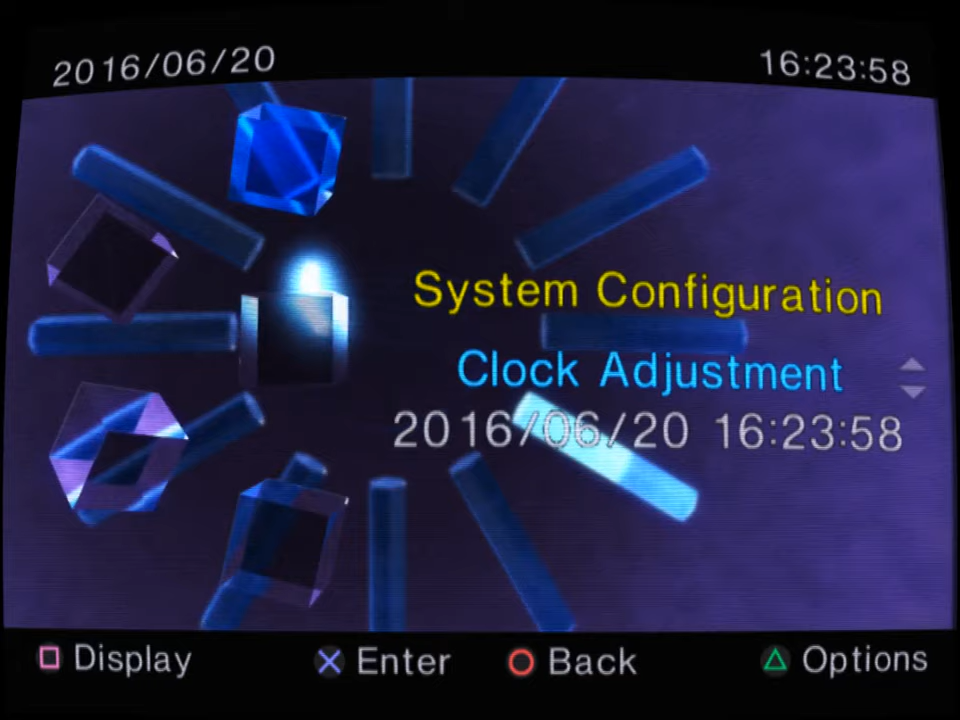 2016/06/20 16:23:58
System Configuration
Clock Adjustment
2016/06/20 16:23:58
Display Enter Back Options